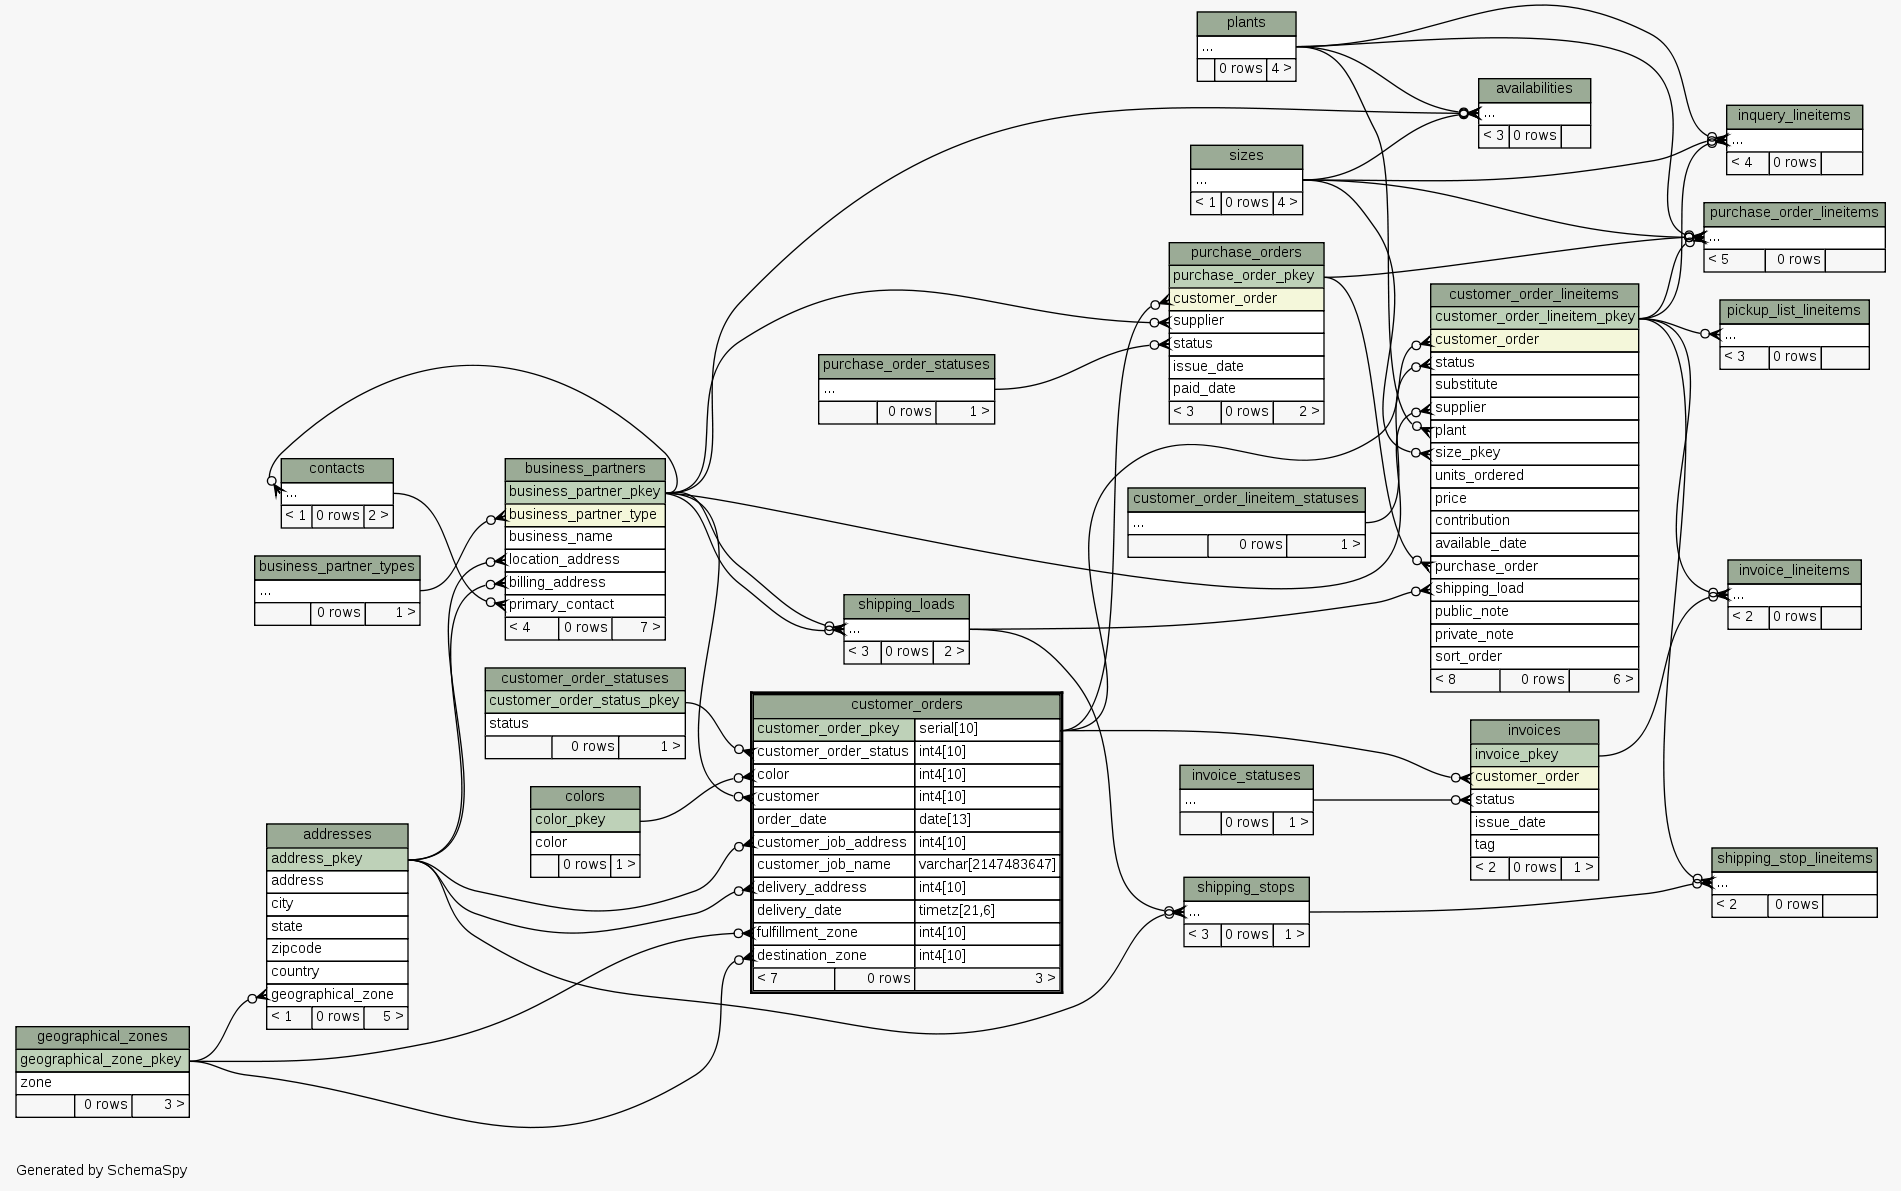 plants
...
0 rows 4 >
availabilities
...
< 3 0 rows
inquery_lineitems
...
< 4 0 rows
sizes
...
< 1 0 rows 4 >
purchase_order_lineitems
...
< 5 0 rows
purchase_orders
purchase_order_pkey
customer_order
supplier
status
issue_date
paid_date
< 3 0 rows 2 >
customer_order_lineitems
customer_order_lineitem_pkey
customer_order
status
substitute
supplier
plant
size_pkey
units_ordered
price
contribution
available_date
purchase_order
shipping_load
public_note
private_note
sort_order
< 8 0 rows 6 >
pickup_list_lineitems
...
< 3 0 rows
purchase_order_statuses
...
0 rows 1 >
contacts
...
< 1 0 rows 2 >
business_partners
business_partner_pkey
business_partner_type
business_name
location_address
billing_address
primary_contact
< 4 0 rows 7 >
customer_order_lineitem_statuses
...
0 rows 1 >
business_partner_types
...
0 rows 1 >
invoice_lineitems
...
< 2 0 rows
shipping_loads
...
< 3 0 rows 2 >
customer_order_statuses
customer_order_status_pkey
status
0 rows 1 >
customer_orders
customer_order_pkey serial[10]
customer_order_status int4[10]
color int4[10]
customer int4[10]
order_date date[13]
customer_job_address int4[10]
customer_job_name varchar[2147483647]
delivery_address int4[10]
delivery_date timetz[21,6]
fulfillment_zone int4[10]
destination_zone int4[10]
< 7 0 rows 3 >
invoices
invoice_pkey
customer_order
status
issue_date
tag
< 2 0 rows 1 >
invoice_statuses
...
0 rows 1 >
colors
color_pkey
color
0 rows 1 >
addresses
address_pkey
address
city
state
zipcode
country
geographical_zone
< 1 0 rows 5 >
shipping_stop_lineitems
...
< 2 0 rows
shipping_stops
...
< 3 0 rows 1 >
geographical_zones
geographical_zone_pkey
zone
0 rows 3 >
Generated by SchemaSpy